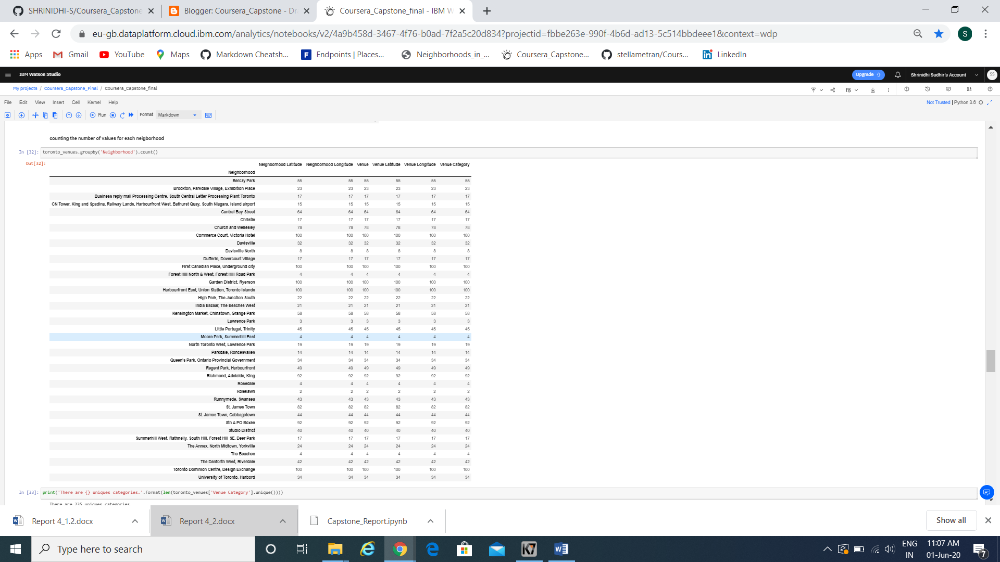 SHRINIDHI-S/Coursera_Capstone
Blogger: Coursera_Capstone - Dr
Coursera_Capstone_final - IBM W
eu-gb.dataplatform.cloud.ibm.com/analytics/notebooks/v2/4a9b458d-3467-4f76-b0ad-7f2a5c20d834?projectid=fbbe263e-990f-4b6d-ad13-5c514bbdeee1&context=wdp
S
Apps Gmail YouTube Maps Markdown Cheatsh... Endpoints | Places... Neighborhoods_in_... Coursera_Capstone... stellametran/Cours... LinkedIn
IBM Watson Studio
Upgrade
Shrinidhi Sudhir's Account
SS
My projects / Coursera_Capstone_Final / Coursera_Capstone_final
File Edit View Insert Cell Kernel Help
Not Trusted | Python 3.6
Run Format Markdown
counting the number of values for each neigborhood
In [32]: toronto_venues.groupby('Neighborhood').count()
Out[32]:
Neighborhood Latitude Neighborhood Longitude Venue Venue Latitude Venue Longitude Venue Category
Neighborhood
Berczy Park 55 55 55 55 55 55
Brockton, Parkdale Village, Exhibition Place 23 23 23 23 23 23
Business reply mail Processing Centre, South Central Letter Processing Plant Toronto 17 17 17 17 17 17
CN Tower, King and Spadina, Railway Lands, Harbourfront West, Bathurst Quay, South Niagara, Island airport 15 15 15 15 15 15
Central Bay Street 64 64 64 64 64 64
Christie 17 17 17 17 17 17
Church and Wellesley 78 78 78 78 78 78
Commerce Court, Victoria Hotel 100 100 100 100 100 100
Davisville 32 32 32 32 32 32
Davisville North 8 8 8 8 8 8
Dufferin, Dovercourt Village 17 17 17 17 17 17
First Canadian Place, Underground city 100 100 100 100 100 100
Forest Hill North & West, Forest Hill Road Park 4 4 4 4 4 4
Garden District, Ryerson 100 100 100 100 100 100
Harbourfront East, Union Station, Toronto Islands 100 100 100 100 100 100
High Park, The Junction South 22 22 22 22 22 22
India Bazaar, The Beaches West 21 21 21 21 21 21
Kensington Market, Chinatown, Grange Park 58 58 58 58 58 58
Lawrence Park 3 3 3 3 3 3
Little Portugal, Trinity 45 45 45 45 45 45
Moore Park, Summerhill East 4 4 4 4 4 4
North Toronto West, Lawrence Park 19 19 19 19 19 19
Parkdale, Roncesvalles 14 14 14 14 14 14
Queen's Park, Ontario Provincial Government 34 34 34 34 34 34
Regent Park, Harbourfront 49 49 49 49 49 49
Richmond, Adelaide, King 92 92 92 92 92 92
Rosedale 4 4 4 4 4 4
Roselawn 2 2 2 2 2 2
Runnymede, Swansea 43 43 43 43 43 43
St. James Town 82 82 82 82 82 82
St. James Town, Cabbagetown 44 44 44 44 44 44
Stn A PO Boxes 92 92 92 92 92 92
Studio District 40 40 40 40 40 40
Summerhill West, Rathnelly, South Hill, Forest Hill SE, Deer Park 17 17 17 17 17 17
The Annex, North Midtown, Yorkville 24 24 24 24 24 24
The Beaches 4 4 4 4 4 4
The Danforth West, Riverdale 42 42 42 42 42 42
Toronto Dominion Centre, Design Exchange 100 100 100 100 100 100
University of Toronto, Harbord 34 34 34 34 34 34
In [33]: print('There are {} uniques categories.'.format(len(toronto_venues['Venue Category'].unique())))
There are 235 uniques categories.
Report 4_1.2.docx Report 4_2.docx Capstone_Report.ipynb Show all
Type here to search
ENG 11:07 AM
IN 01-Jun-20
7